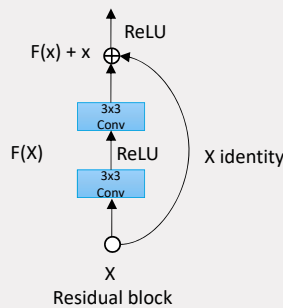 ReLU
F(x) + x
3x3
Conv
F(X)
ReLU
X identity
3x3
Conv
X
Residual block